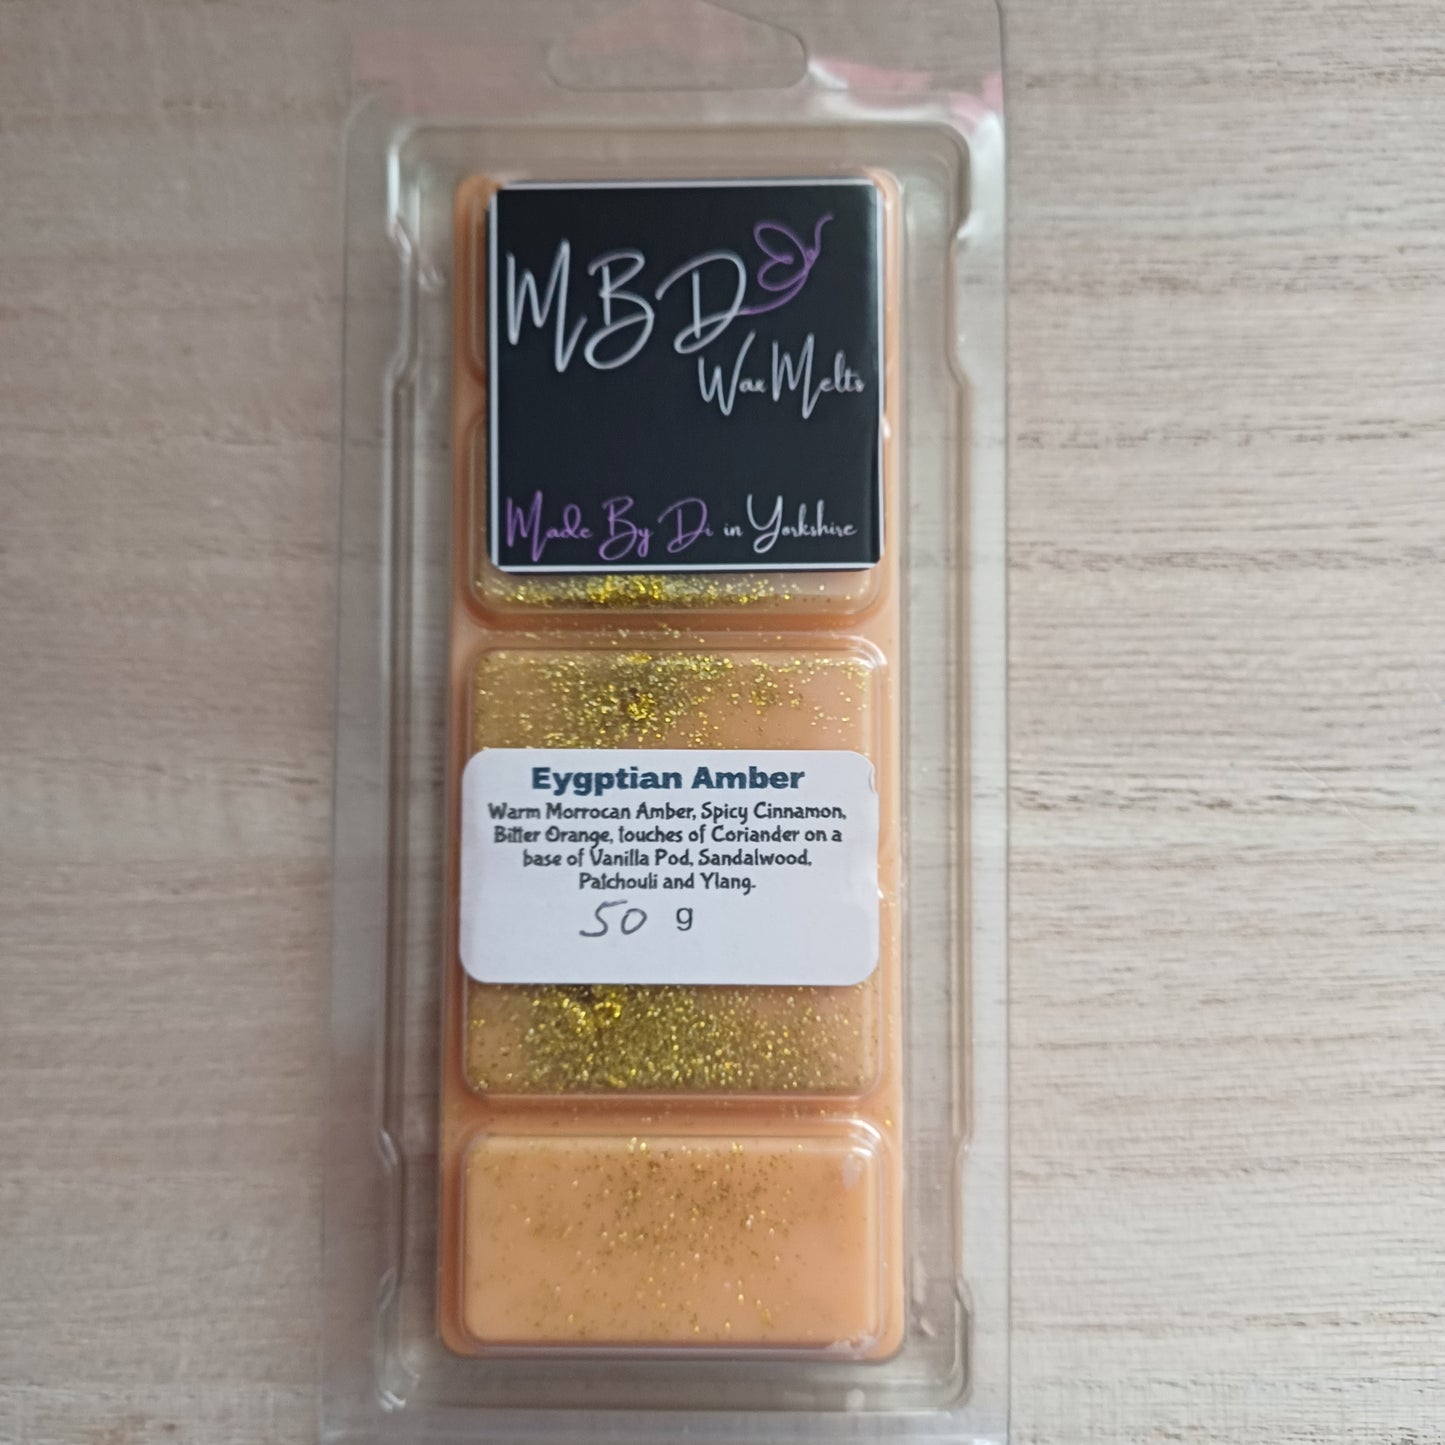 MBD
Wax Melts
Made By Di in Yorkshire
Eygptian Amber
Warm Morrocan Amber, Spicy Cinnamon,
Bitter Orange, touches of Coriander on a
base of Vanilla Pod, Sandalwood,
Patchouli and Ylang.
50 g